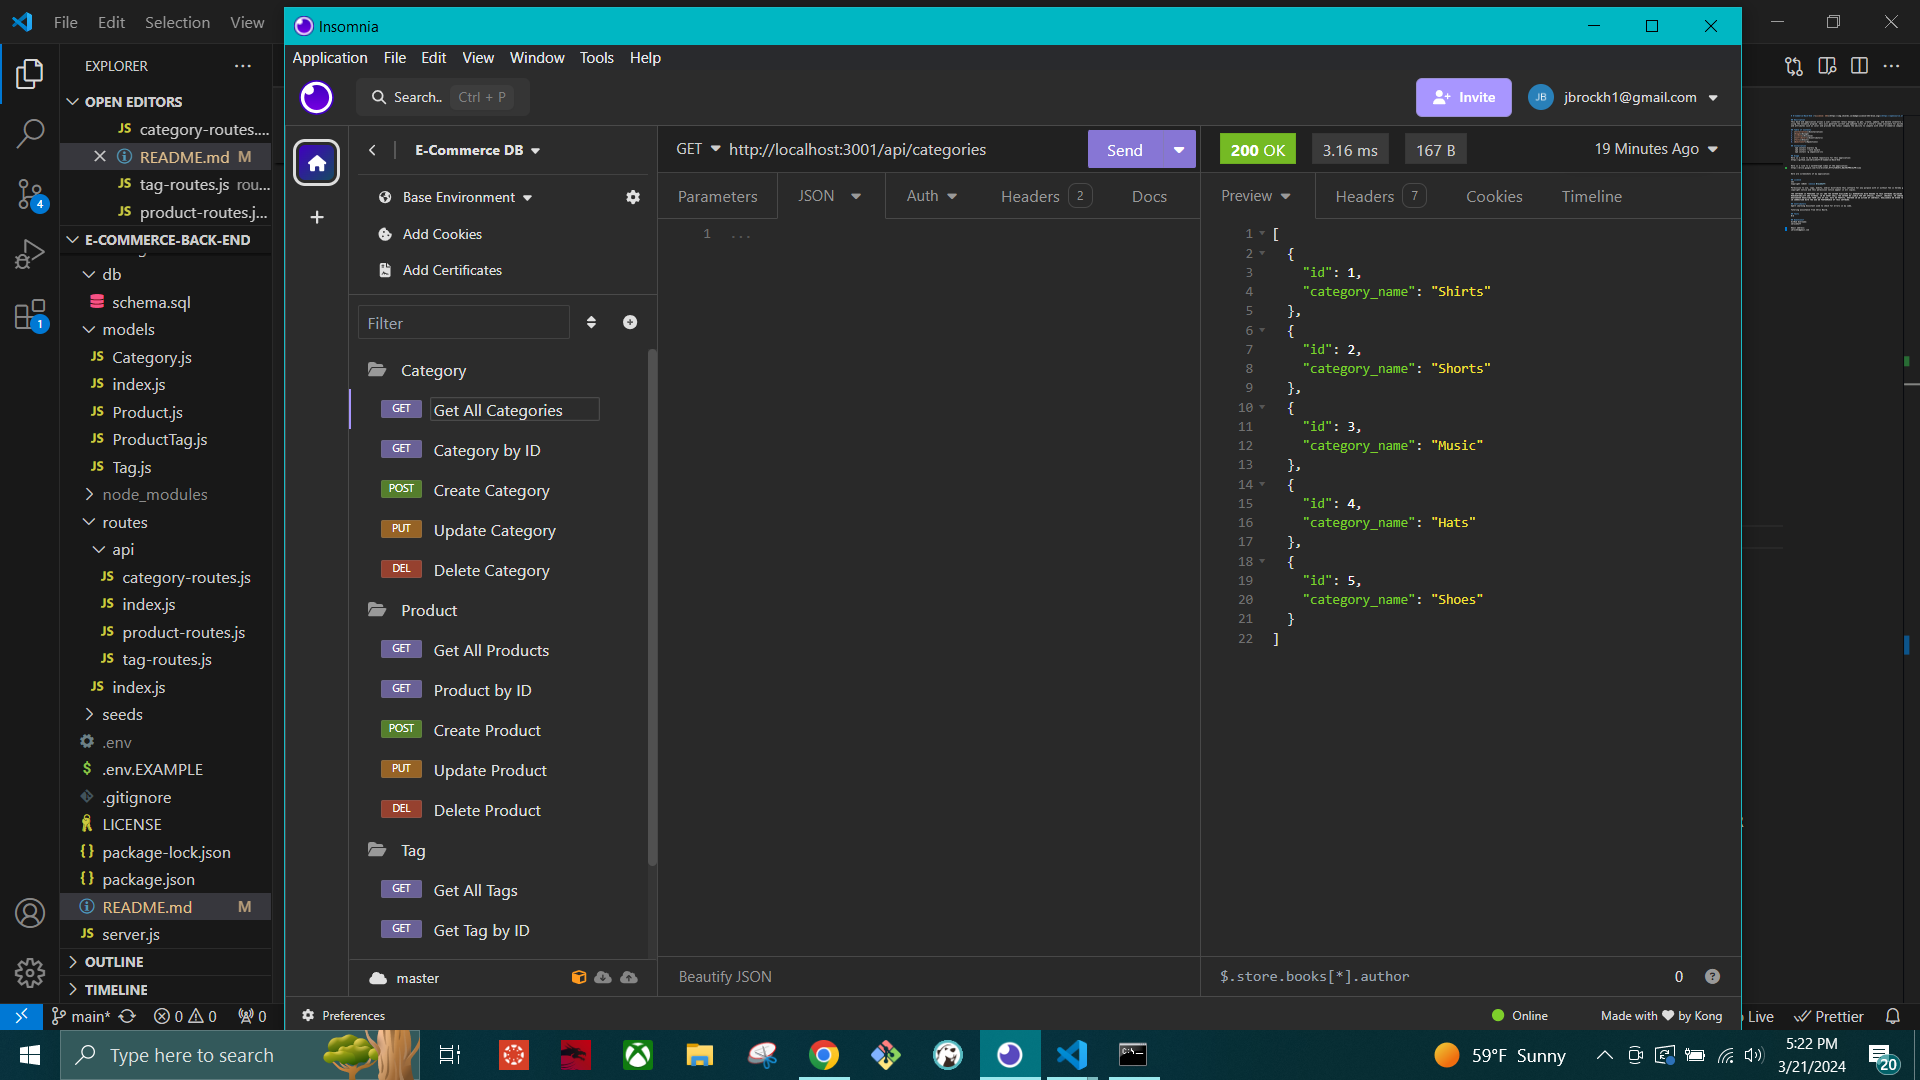 File Edit Selection View
Insomnia
Application File Edit View Window Tools Help
Search.. Ctrl + P
Invite
JB jbrockh1@gmail.com
EXPLORER
OPEN EDITORS
JS category-routes....
README.md M
JS tag-routes.js rou...
JS product-routes.j...
E-COMMERCE-BACK-END
db
schema.sql
models
JS Category.js
JS index.js
JS Product.js
JS ProductTag.js
JS Tag.js
node_modules
routes
api
JS category-routes.js
JS index.js
JS product-routes.js
JS tag-routes.js
JS index.js
seeds
.env
$ .env.EXAMPLE
.gitignore
LICENSE
{} package-lock.json
{} package.json
README.md M
JS server.js
OUTLINE
TIMELINE
4
1
E-Commerce DB
Base Environment
Add Cookies
Add Certificates
Filter
Category
GET Get All Categories
GET Category by ID
POST Create Category
PUT Update Category
DEL Delete Category
Product
GET Get All Products
GET Product by ID
POST Create Product
PUT Update Product
DEL Delete Product
Tag
GET Get All Tags
GET Get Tag by ID
master
GET http://localhost:3001/api/categories Send
Parameters JSON Auth Headers 2 Docs
1 ...
Beautify JSON
200 OK 3.16 ms 167 B 19 Minutes Ago
Preview Headers 7 Cookies Timeline
1 [
2 {
3 "id": 1,
4 "category_name": "Shirts"
5 },
6 {
7 "id": 2,
8 "category_name": "Shorts"
9 },
10 {
11 "id": 3,
12 "category_name": "Music"
13 },
14 {
15 "id": 4,
16 "category_name": "Hats"
17 },
18 {
19 "id": 5,
20 "category_name": "Shoes"
21 }
22 ]
$.store.books[*].author 0
Preferences
Online
Made with ❤ by Kong
main* 0 0 0
Live Prettier
Type here to search
59°F Sunny
5:22 PM
3/21/2024
20